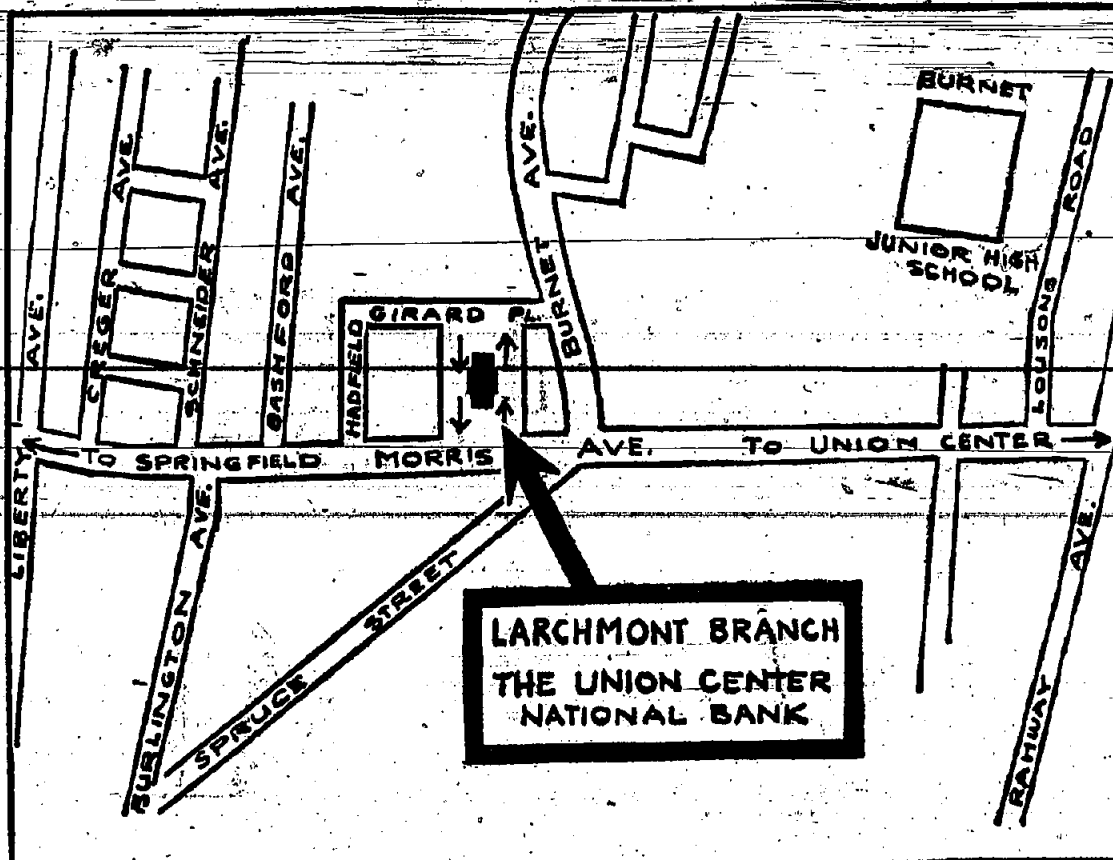 BURNET
JUNIOR HIGH
SCHOOL
LOUSONS ROAD
BURNET AVE.
AVE.
CREGER AVE.
SCHNEIDER AVE.
GASHFORD AVE.
HADFIELD
GIRARD PL.
LIBERTY
TO SPRINGFIELD
MORRIS AVE.
TO UNION CENTER
BURLINGTON AVE.
SPRUCE STREET
RAHWAY AVE.
LARCHMONT BRANCH
THE UNION CENTER
NATIONAL BANK